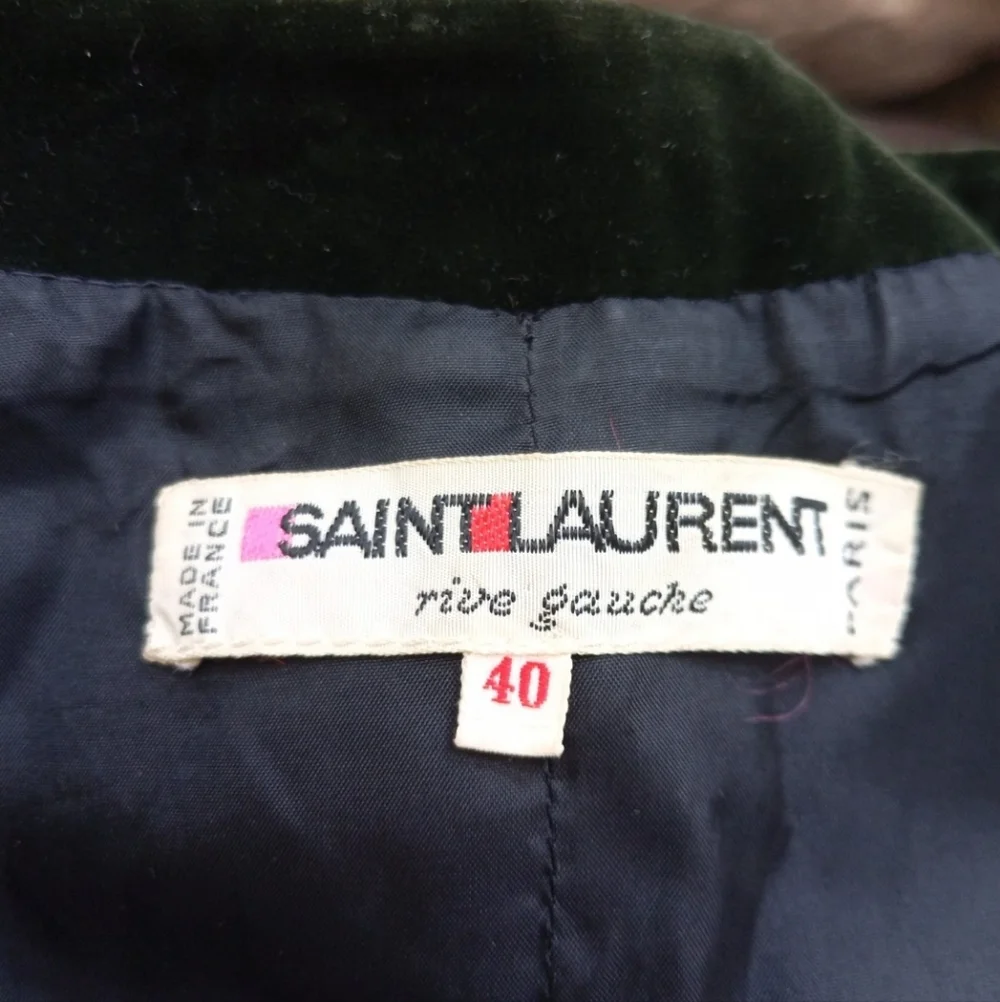 MADE IN
FRANCE
SAINT LAURENT
rive gauche
PARIS
40